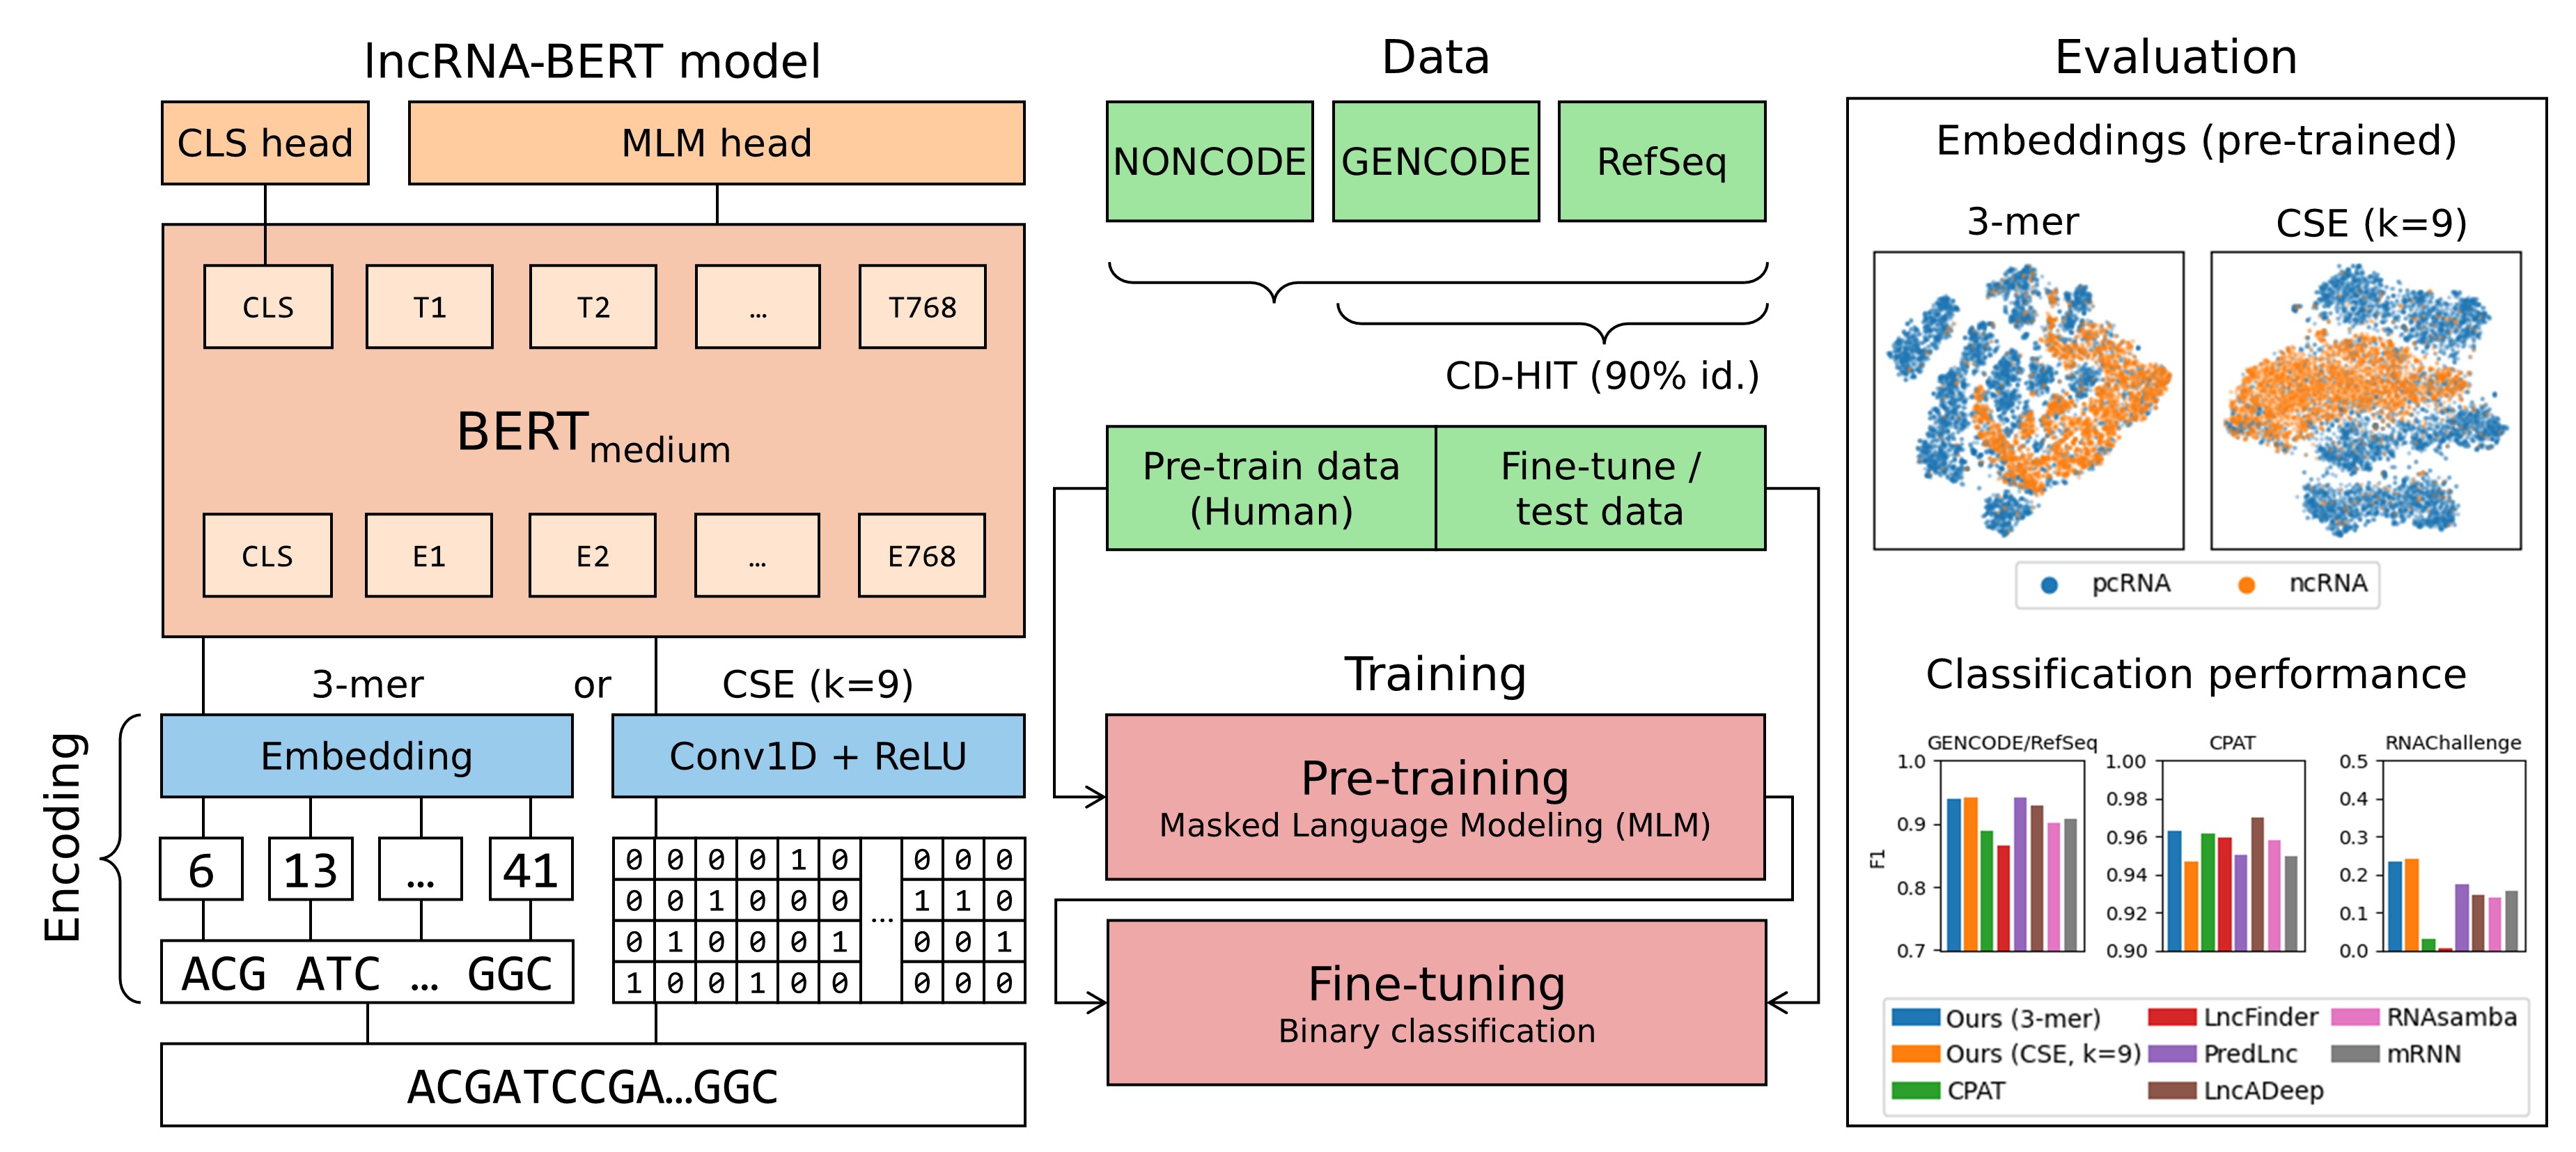 lncRNA-BERT model
CLS head
MLM head
CLS
T1
T2
...
T768
BERTmedium
CLS
E1
E2
...
E768
3-mer
or
CSE (k=9)
Encoding
Embedding
Conv1D + ReLU
6
13
...
41
ACG ATC ... GGC
0 0 0 0 1 0 0 0 0
0 0 1 0 0 0 1 1 0
...
0 1 0 0 0 1 0 0 1
1 0 0 1 0 0 0 0 0
ACGATCCGA...GGC
Data
NONCODE
GENCODE
RefSeq
CD-HIT (90% id.)
Pre-train data
(Human)
Fine-tune /
test data
Training
Pre-training
Masked Language Modeling (MLM)
Fine-tuning
Binary classification
Evaluation
Embeddings (pre-trained)
3-mer
CSE (k=9)
pcRNA
ncRNA
Classification performance
GENCODE/RefSeq
F1
1.0
0.9
0.8
0.7
CPAT
1.00
0.98
0.96
0.94
0.92
0.90
RNAChallenge
0.5
0.4
0.3
0.2
0.1
0.0
Ours (3-mer)
Ours (CSE, k=9)
CPAT
LncFinder
PredLnc
LncADeep
RNAsamba
mRNN